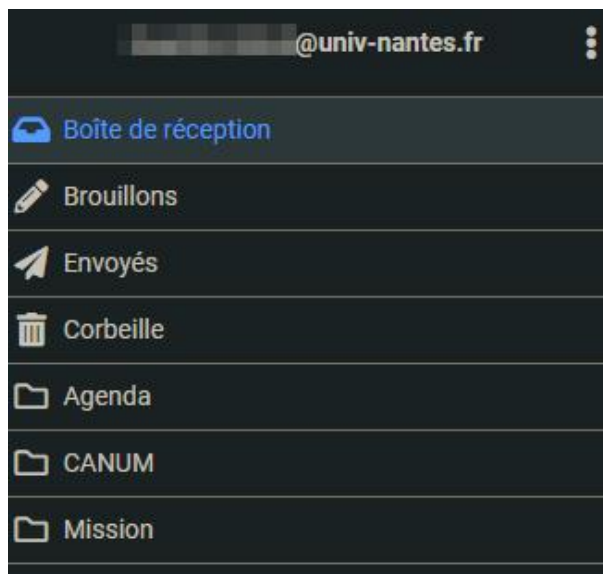 @univ-nantes.fr
Boîte de réception
Brouillons
Envoyés
Corbeille
Agenda
CANUM
Mission